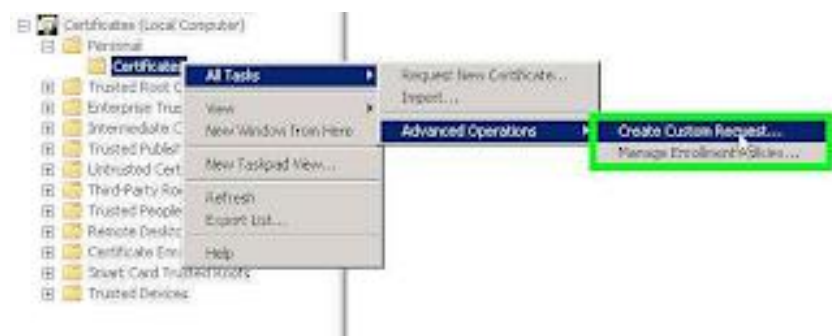 Certificates (Local Computer)
Personal
Certificates
Trusted Root C
Enterprise Trus
Intermediate C
Trusted Publis
Untrusted Cert
Third-Party Roo
Trusted People
Remote Deskto
Certificate Enr
Smart Card Trusted Roots
Trusted Devices
All Tasks
View
New Window from Here
New Taskpad View...
Refresh
Export List...
Help
Request New Certificate...
Import...
Advanced Operations
Create Custom Request...
Manage Enrollment Policies...